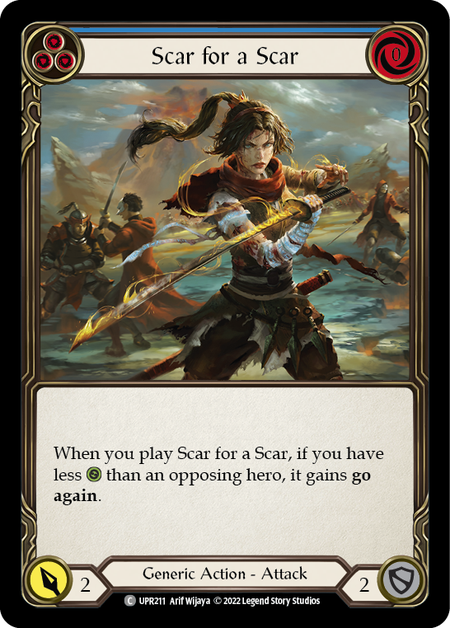 0
Scar for a Scar
When you play Scar for a Scar, if you have
less than an opposing hero, it gains go
again.
2
Generic Action - Attack
2
C UPR211 Arif Wijaya © 2022 Legend Story Studios